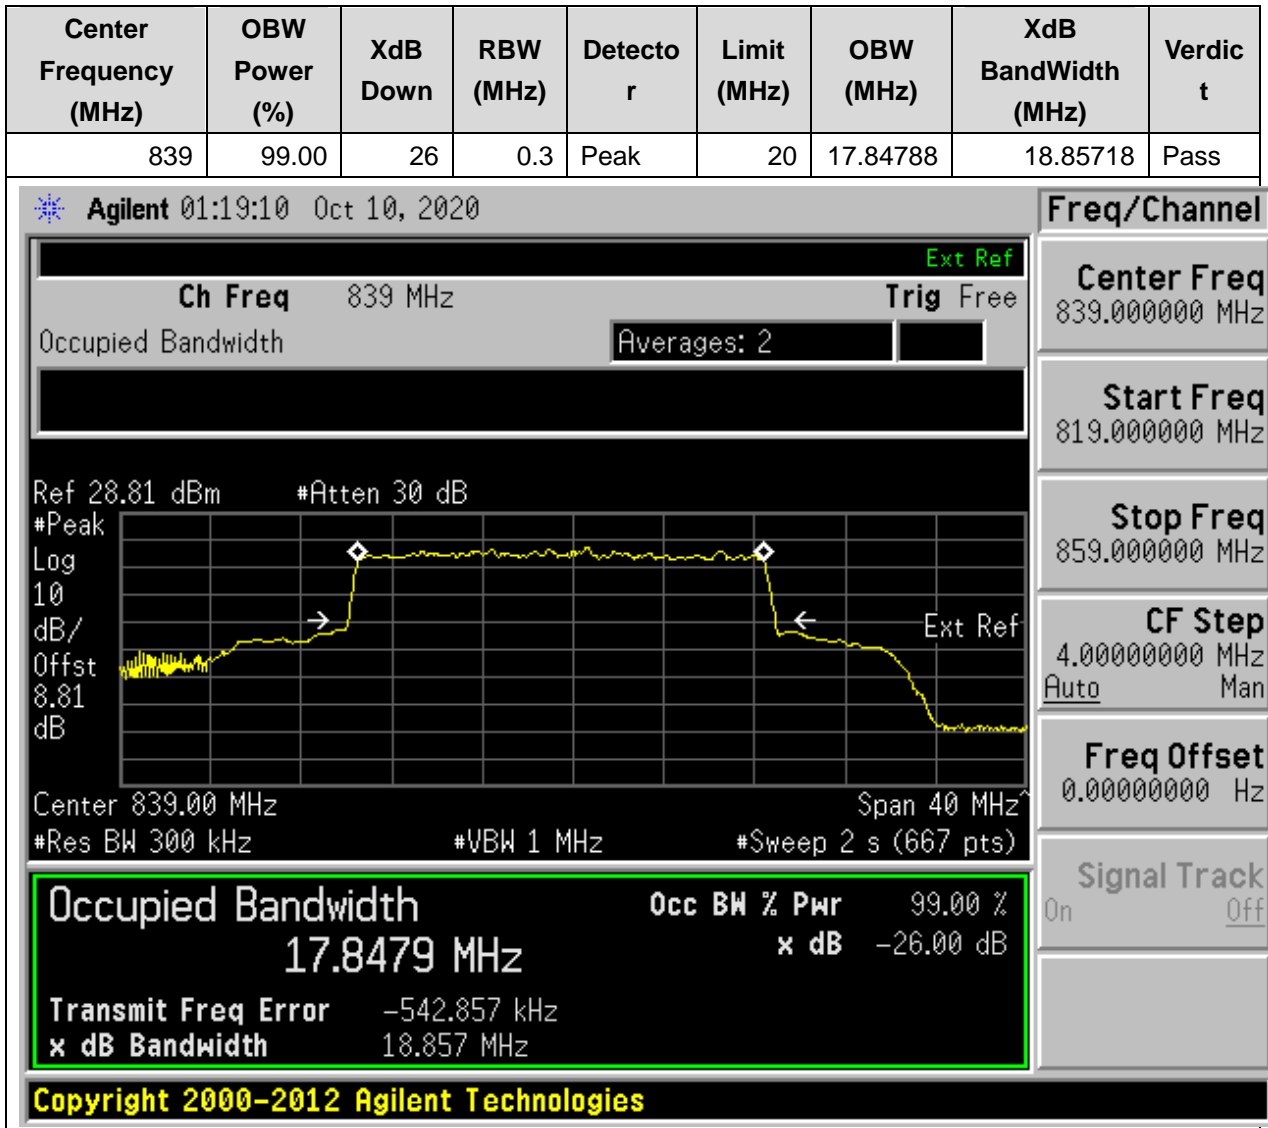 Center Frequency (MHz) OBW Power (%) XdB Down RBW (MHz) Detecto r Limit (MHz) OBW (MHz) XdB BandWidth (MHz) Verdic t
839 99.00 26 0.3 Peak 20 17.84788 18.85718 Pass
Agilent 01:19:10 Oct 10, 2020
Freq/Channel
Ext Ref
Ch Freq 839 MHz Trig Free
Occupied Bandwidth Averages: 2
Center Freq
839.000000 MHz
Start Freq
819.000000 MHz
Stop Freq
859.000000 MHz
CF Step
4.00000000 MHz
Auto Man
Freq Offset
0.00000000 Hz
Signal Track
On Off
Ref 28.81 dBm #Atten 30 dB
#Peak
Log
10
dB/
Offst
8.81
dB
Ext Ref
Center 839.00 MHz Span 40 MHz^
#Res BW 300 kHz #VBW 1 MHz #Sweep 2 s (667 pts)
Occupied Bandwidth
17.8479 MHz
Occ BW % Pwr 99.00 %
x dB -26.00 dB
Transmit Freq Error -542.857 kHz
x dB Bandwidth 18.857 MHz
Copyright 2000-2012 Agilent Technologies